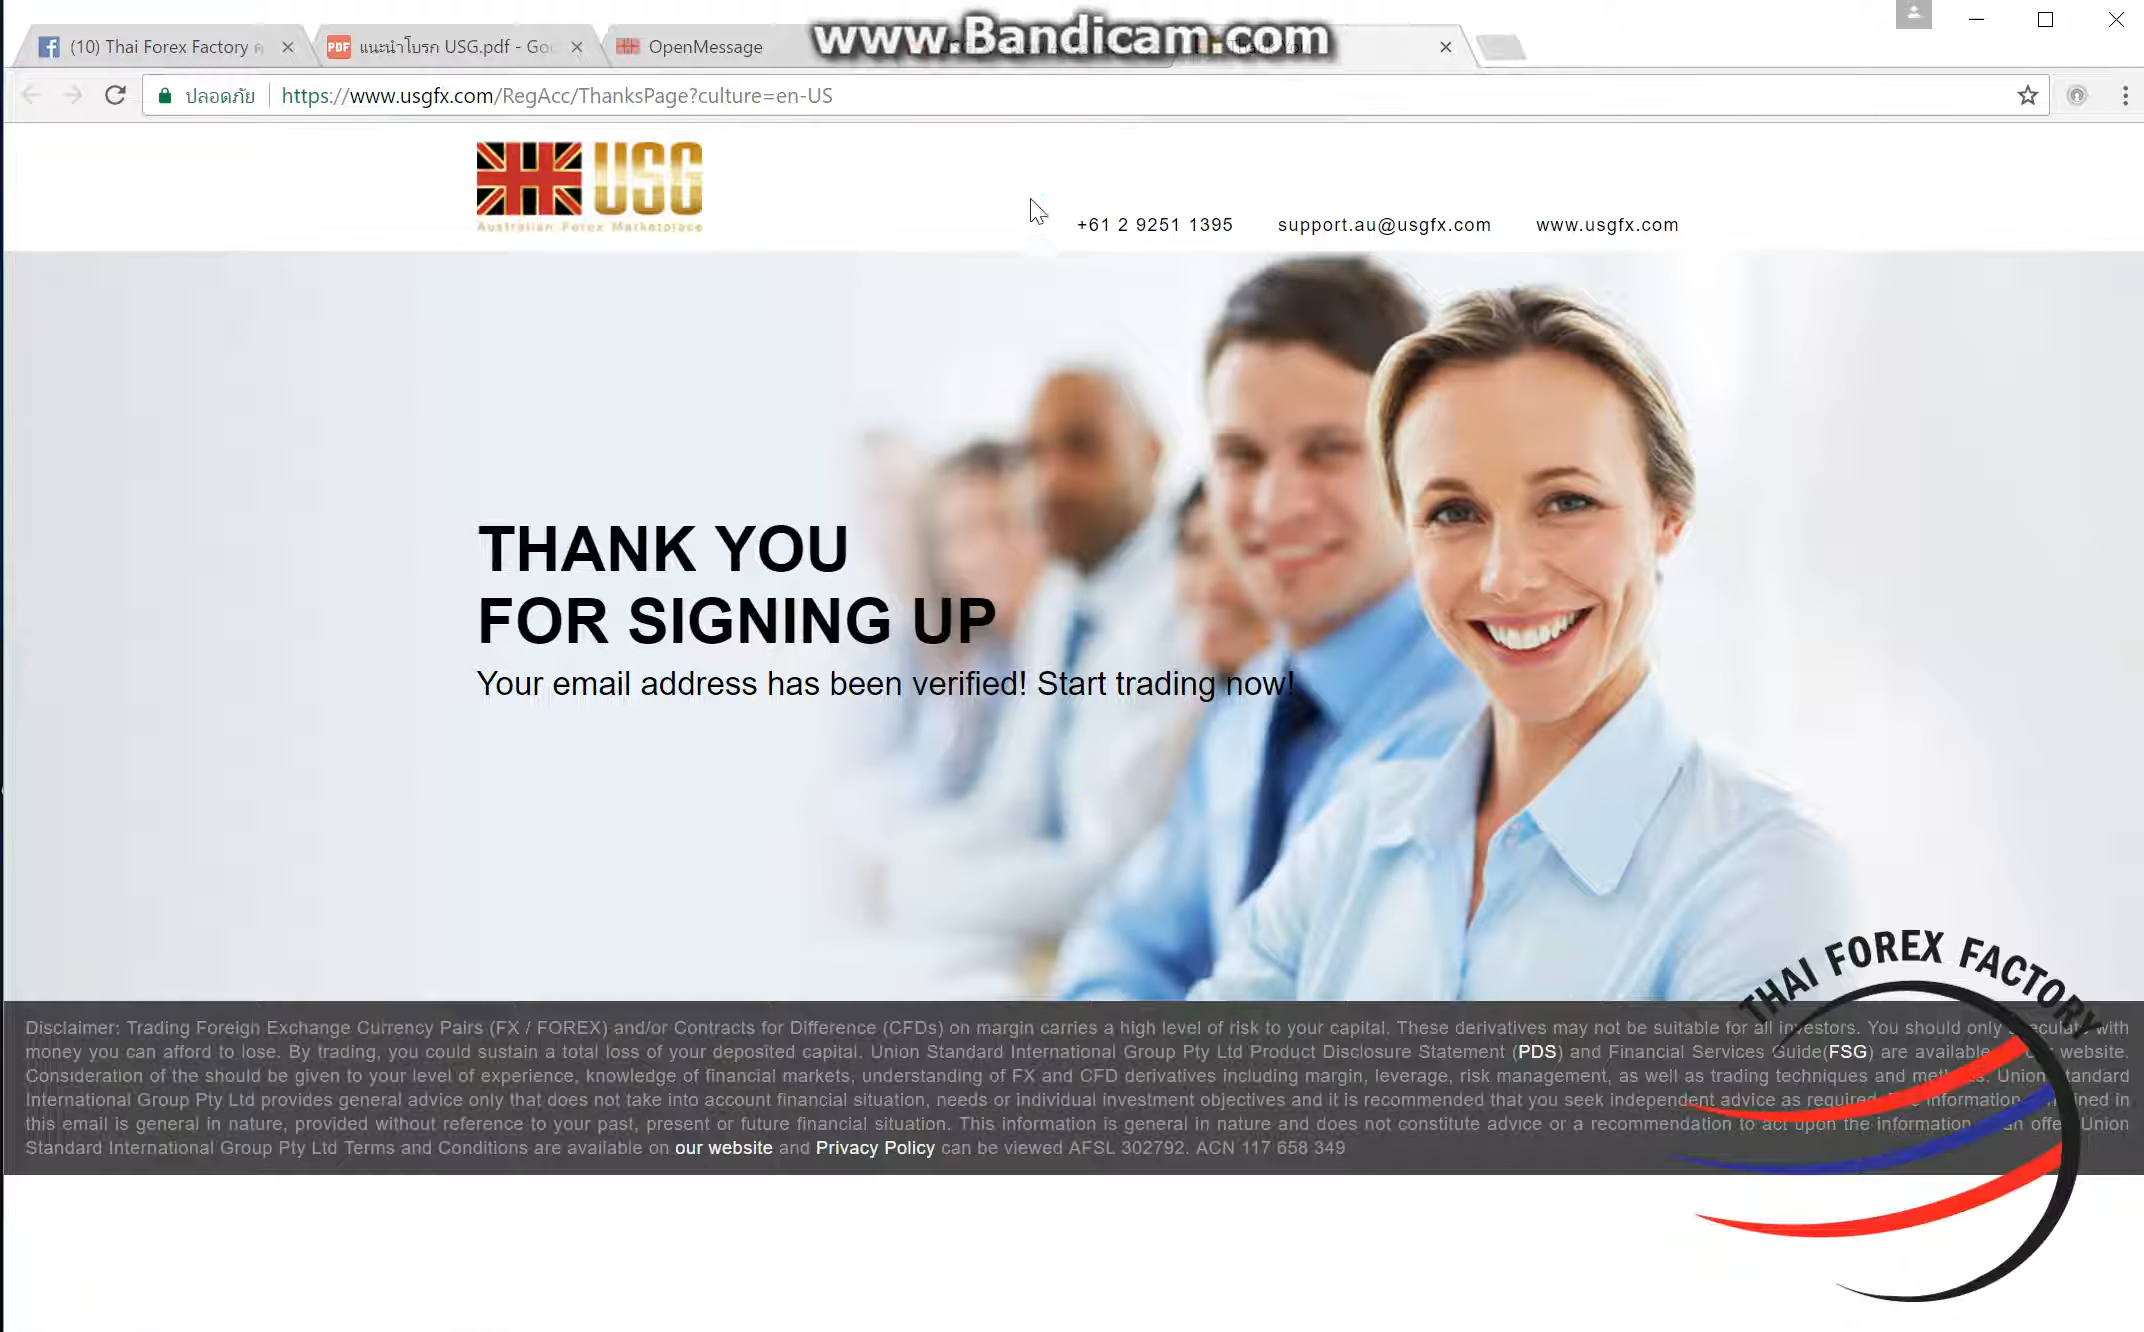 www.Bandicam.com
(10) Thai Forex Factory
แนะนำโบรก USG.pdf - Goo
OpenMessage
ปลอดภัย
https://www.usgfx.com/RegAcc/ThanksPage?culture=en-US
USG
Australian Forex Marketplace
+61 2 9251 1395 support.au@usgfx.com www.usgfx.com
THANK YOU
FOR SIGNING UP
Your email address has been verified! Start trading now!
THAI FOREX FACTORY
Disclaimer: Trading Foreign Exchange Currency Pairs (FX / FOREX) and/or Contracts for Difference (CFDs) on margin carries a high level of risk to your capital. These derivatives may not be suitable for all investors. You should only speculate with
money you can afford to lose. By trading, you could sustain a total loss of your deposited capital. Union Standard International Group Pty Ltd Product Disclosure Statement (PDS) and Financial Services Guide(FSG) are available website.
Consideration of the should be given to your level of experience, knowledge of financial markets, understanding of FX and CFD derivatives including margin, leverage, risk management, as well as trading techniques and Union Standard
International Group Pty Ltd provides general advice only that does not take into account financial situation, needs or individual investment objectives and it is recommended that you seek independent advice as required. information in
this email is general in nature, provided without reference to your past, present or future financial situation. This information is general in nature and does not constitute advice or a recommendation to act upon the information offer. Union
Standard International Group Pty Ltd Terms and Conditions are available on our website and Privacy Policy can be viewed AFSL 302792. ACN 117 658 349